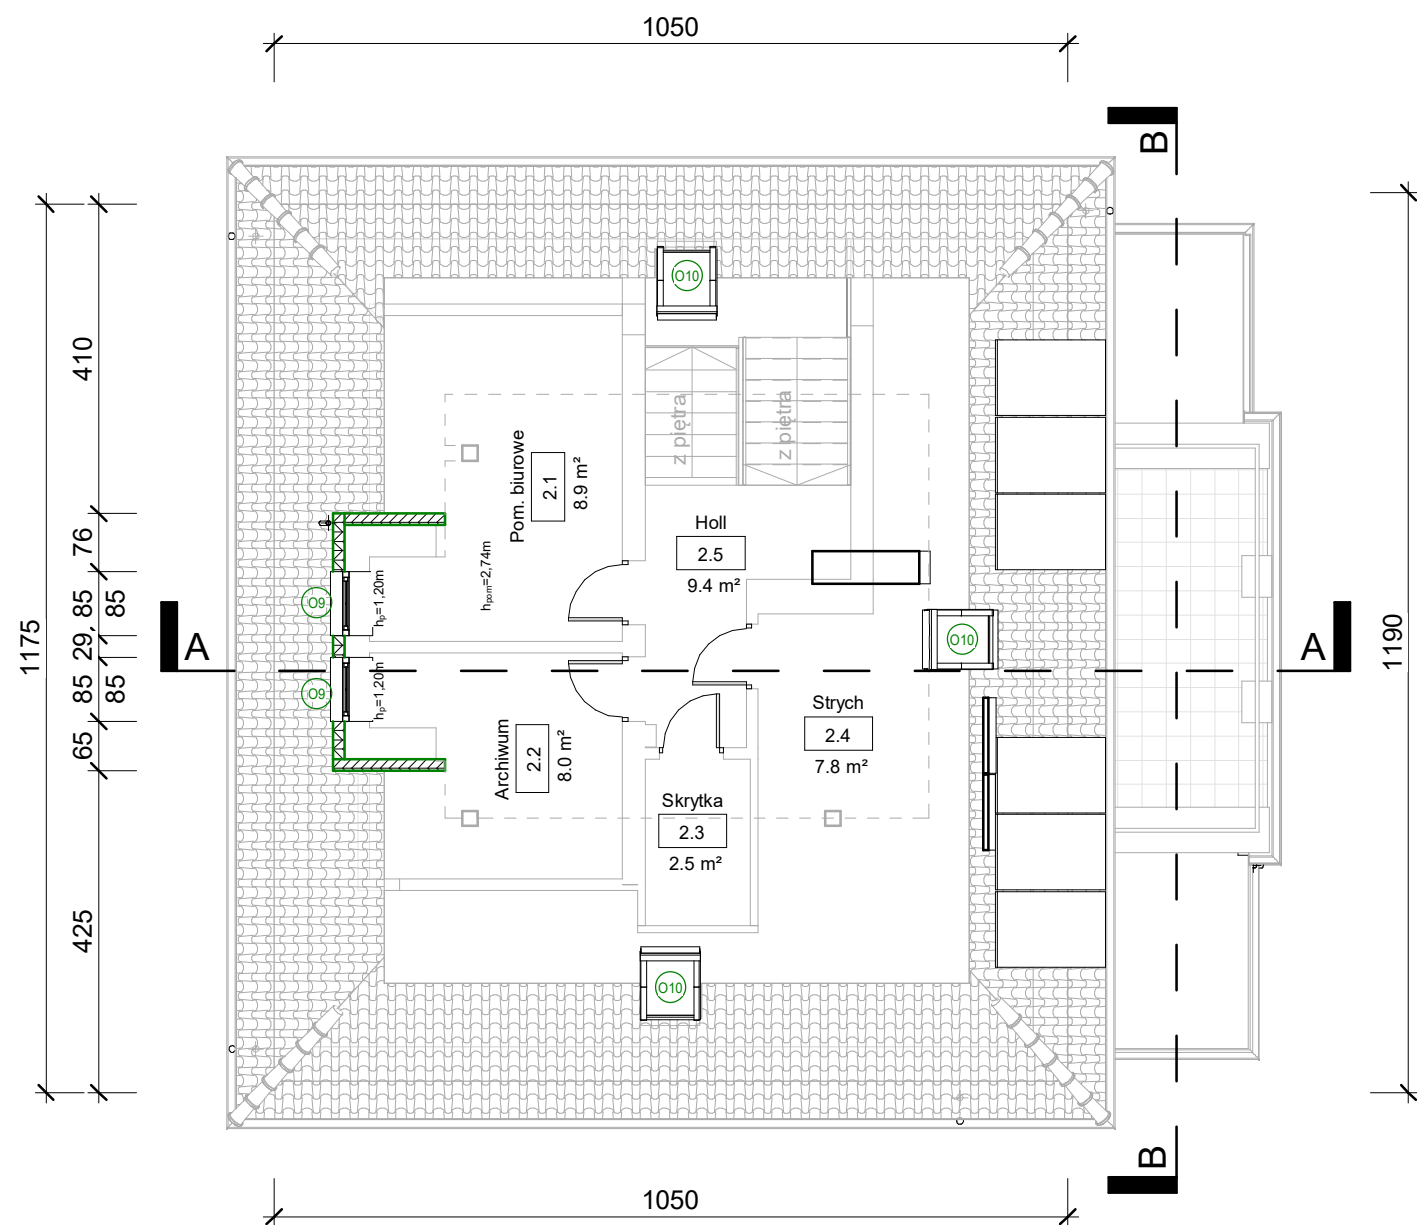 1050
B
410
76
85
85
29
85
85
65
425
1175
1190
A
A
O10
z piętra
z piętra
Pom. biurowe
2.1
8.9 m²
hpom=2,74m
hp=1,20m
hp=1,20m
O9
O9
Holl
2.5
9.4 m²
O10
Strych
2.4
7.8 m²
Archiwum
2.2
8.0 m²
Skrytka
2.3
2.5 m²
O10
B
1050